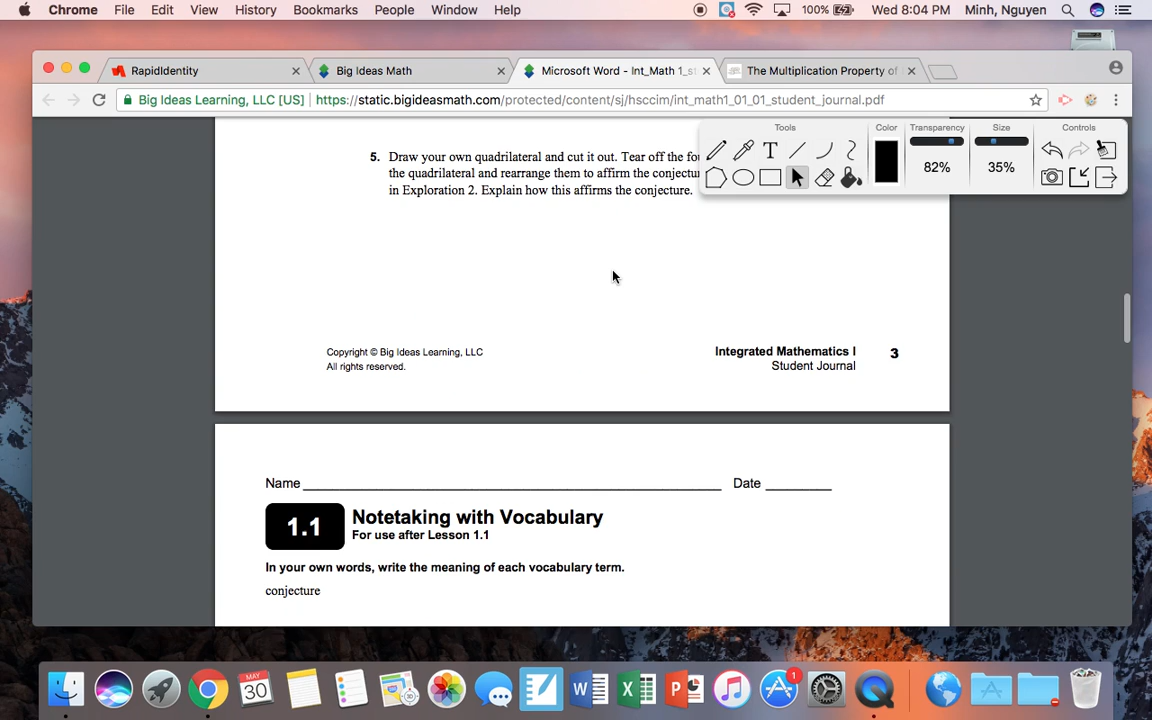 Chrome File Edit View History Bookmarks People Window Help 100% Wed 8:04 PM Minh, Nguyen
RapidIdentity Big Ideas Math Microsoft Word - Int_Math 1_st The Multiplication Property of
Big Ideas Learning, LLC [US] https://static.bigideasmath.com/protected/content/sj/hsccim/int_math1_01_01_student_journal.pdf
Tools Color Transparency Size Controls
T
82% 35%
5. Draw your own quadrilateral and cut it out. Tear off the fou
the quadrilateral and rearrange them to affirm the conjectur
in Exploration 2. Explain how this affirms the conjecture.
Copyright © Big Ideas Learning, LLC
All rights reserved.
Integrated Mathematics I 3
Student Journal
Name Date
1.1 Notetaking with Vocabulary
For use after Lesson 1.1
In your own words, write the meaning of each vocabulary term.
conjecture
MAY
30
1